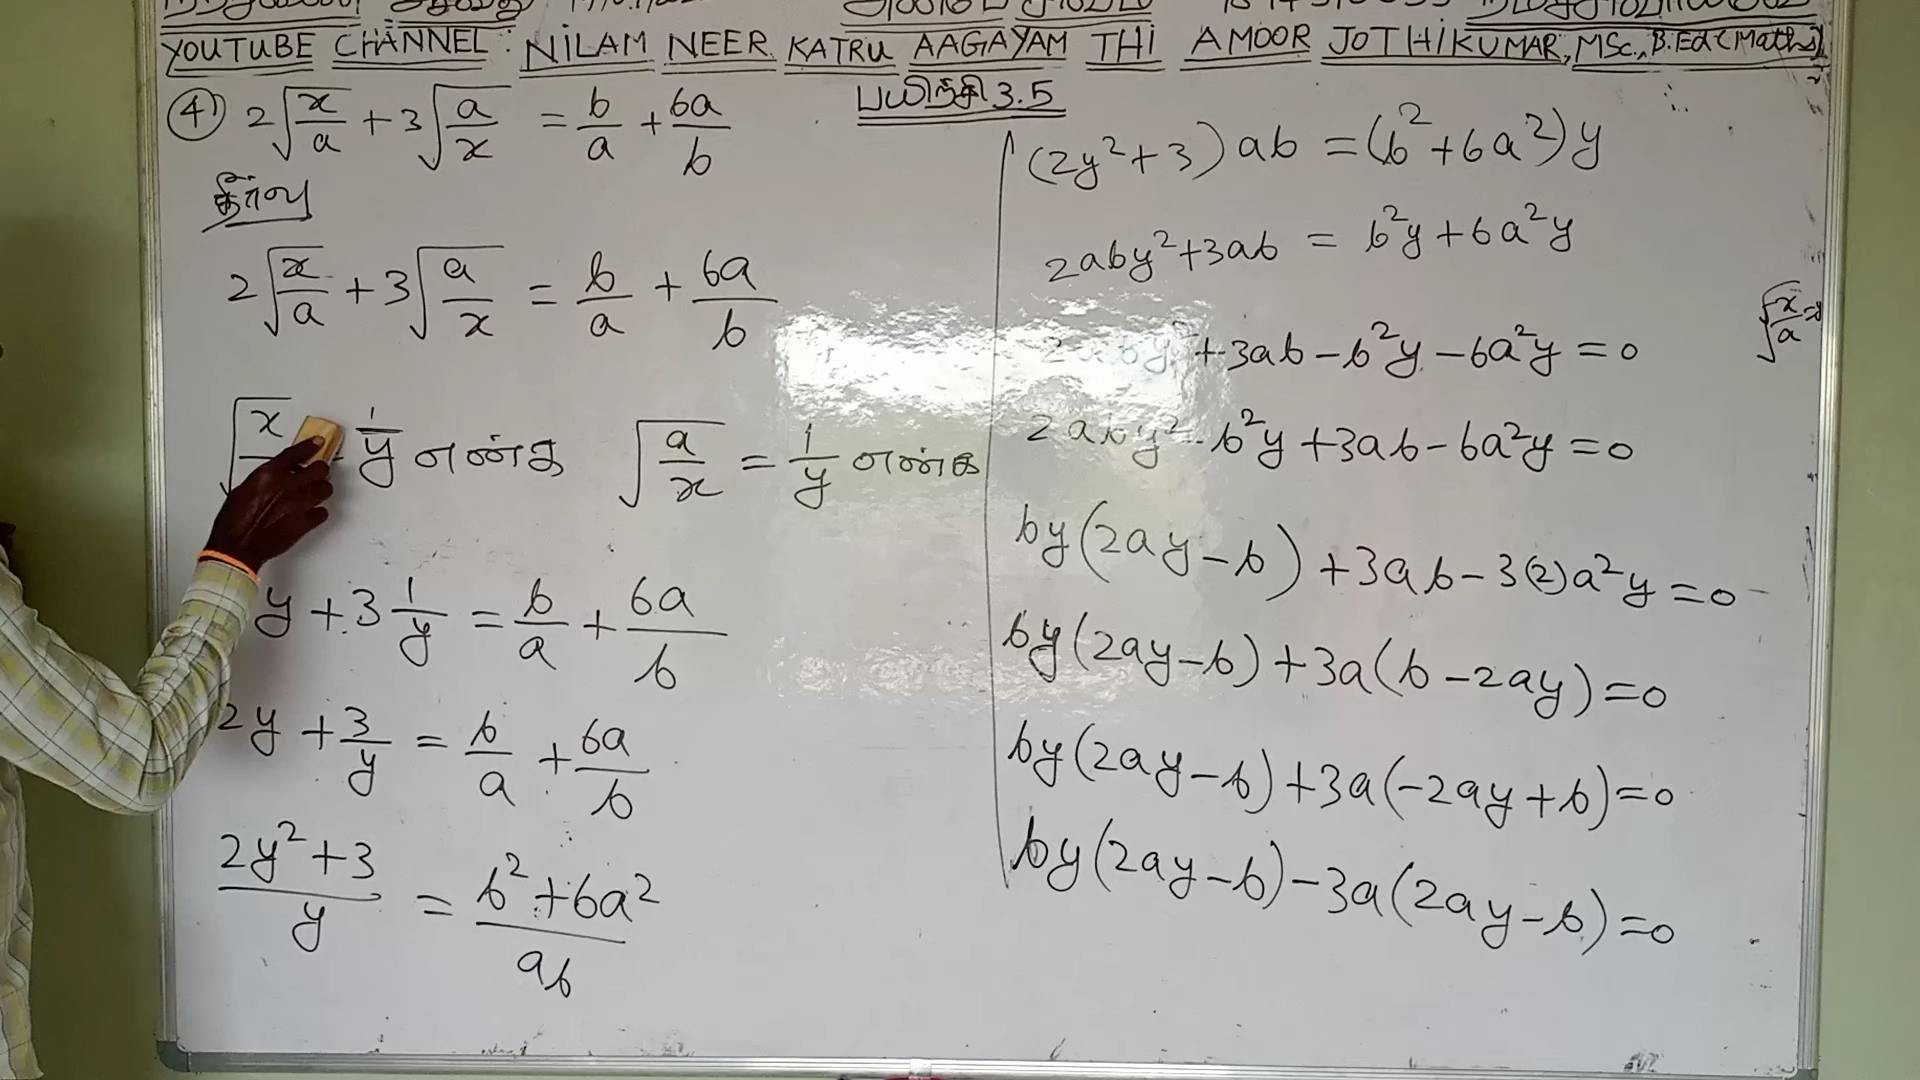 YOUTUBE CHANNEL : NILAM NEER KATRU AAGAYAM THI AMOOR JOTHIKUMAR, MSc., B.Ed (Maths)
பயிற்சி 3.5
④ 2√(x/a) + 3√(a/x) = b/a + 6a/b
தீர்வு
2√(x/a) + 3√(a/x) = b/a + 6a/b
1/y என்க √(a/x) = 1/y என்க
y + 3 1/y = b/a + 6a/b
2y + 3/y = b/a + 6a/b
(2y² + 3)/y = (b² + 6a²)/ab
(2y² + 3) ab = (b² + 6a²) y
2aby² + 3ab = b²y + 6a²y
2aby² + 3ab − b²y − 6a²y = 0
√(x/a) =
2aby² − b²y + 3ab − 6a²y = 0
by(2ay − b) + 3ab − 3(2)a²y = 0
by(2ay − b) + 3a(b − 2ay) = 0
by(2ay − b) + 3a(−2ay + b) = 0
by(2ay − b) − 3a(2ay − b) = 0